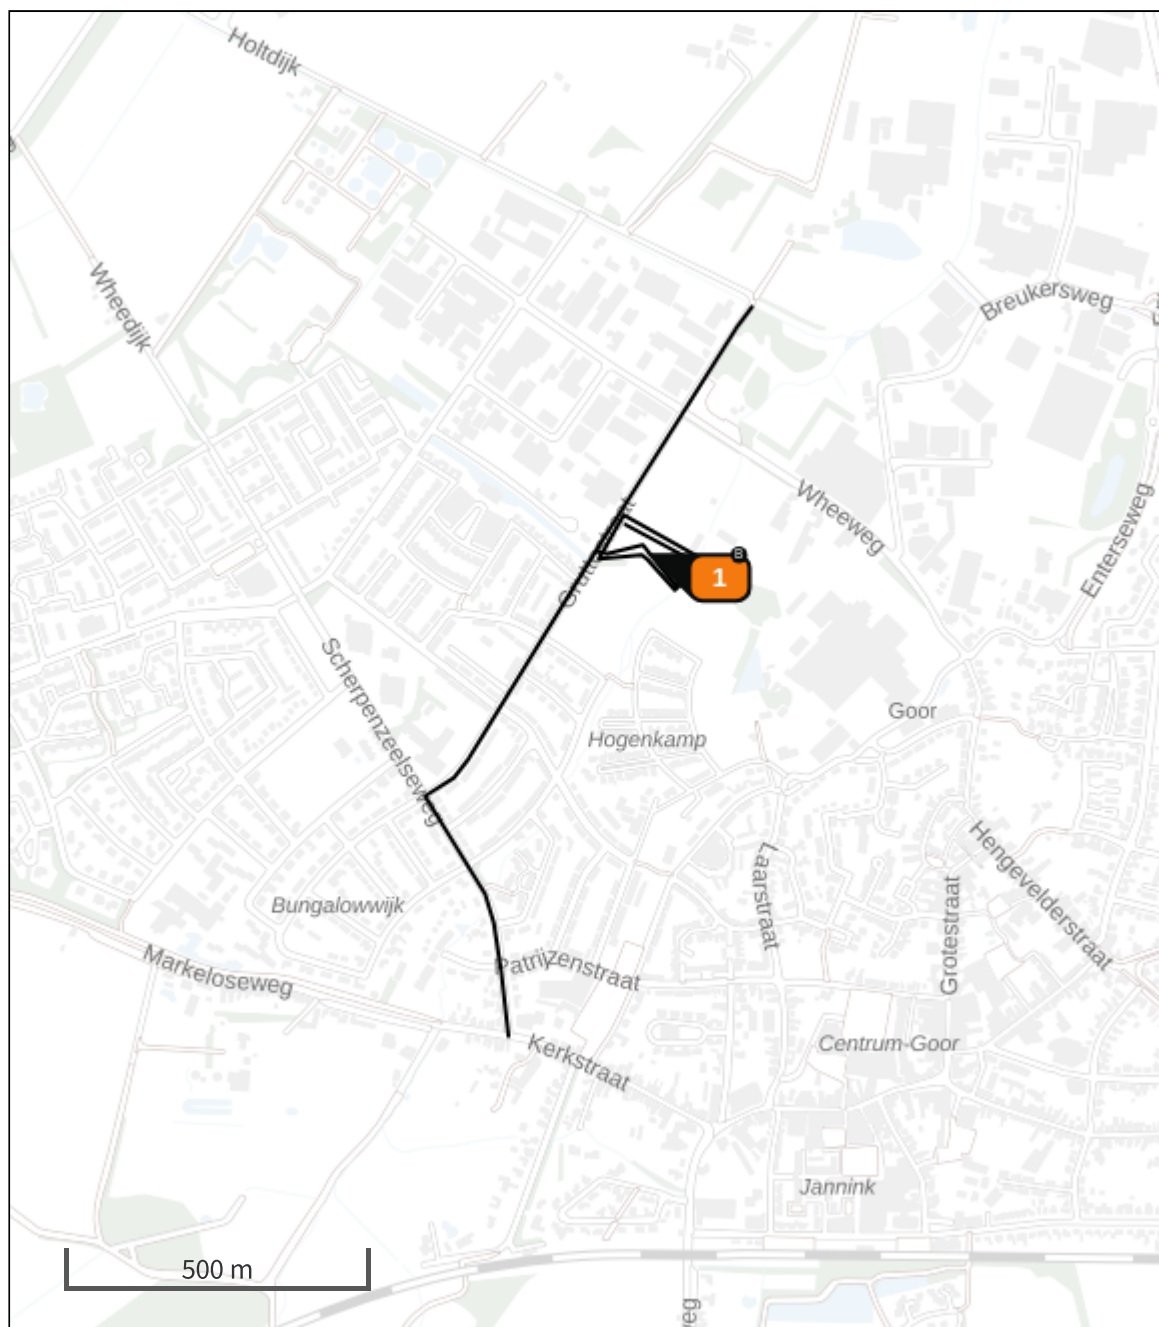 Holtdijk
Wheedijk
Breukersweg
Wheeweg
Enterseweg
B
1
Scherpenzeelseweg
Goor
Hogenkamp
Laarstraat
Hengevelderstraat
Grotestraat
Bungalowwijk
Markeloseweg
Patrijzenstraat
Kerkstraat
Centrum-Goor
Jannink
500 m